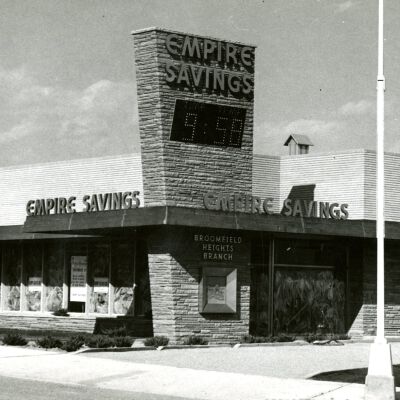 EMPIRE
SAVINGS
9:58
EMPIRE SAVINGS
EMPIRE SAVINGS
BROOMFIELD
HEIGHTS
BRANCH